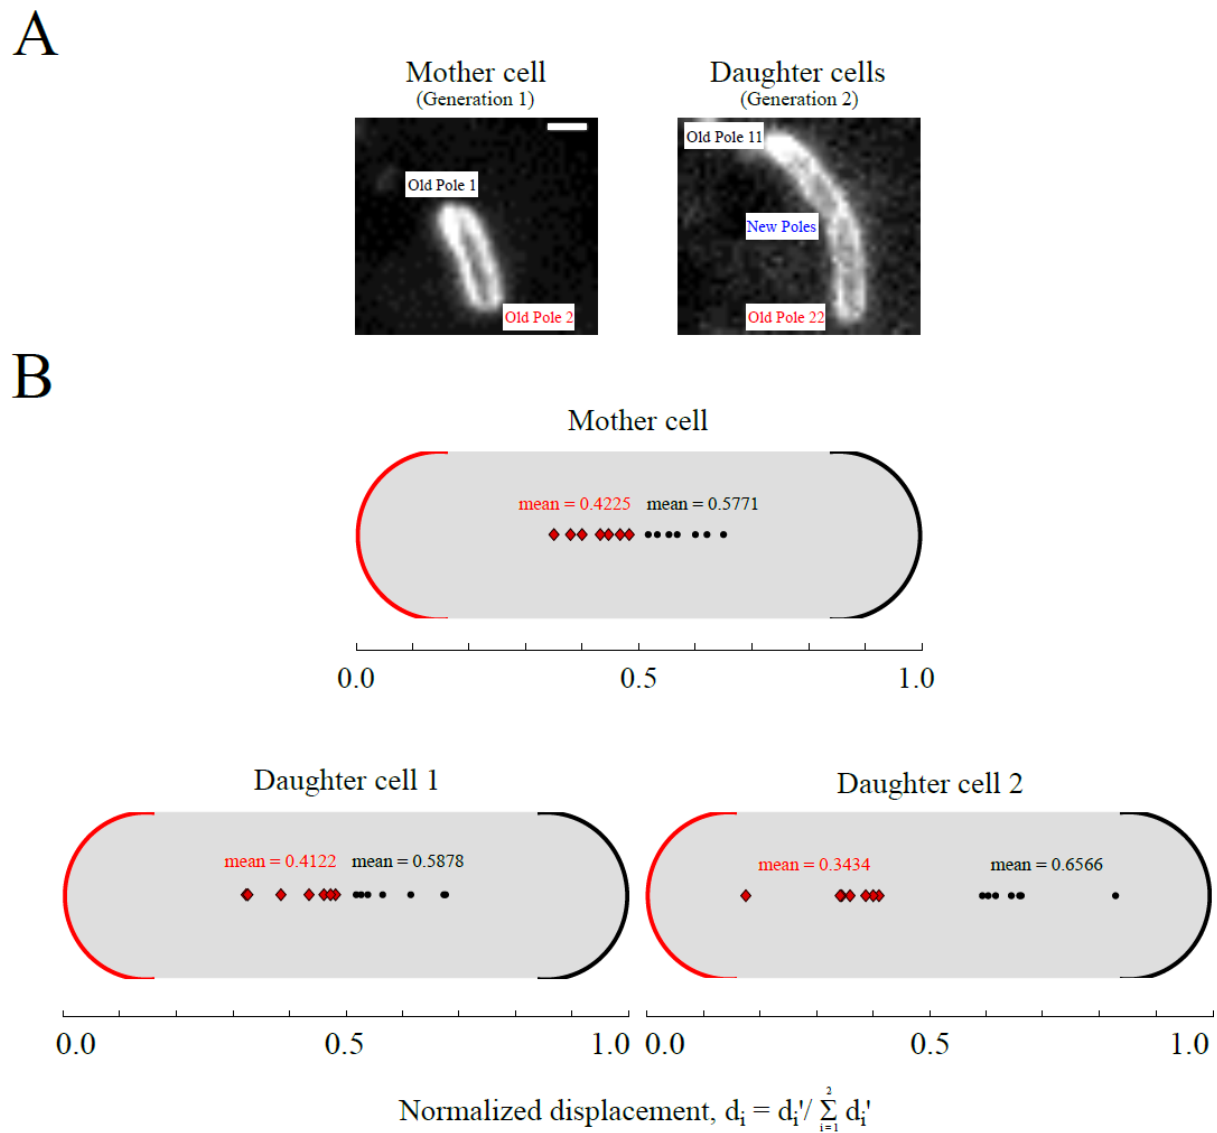 A
Mother cell
(Generation 1)
Daughter cells
(Generation 2)
Old Pole 1
Old Pole 2
Old Pole 11
New Poles
Old Pole 22
B
Mother cell
mean = 0.4225 mean = 0.5771
0.0 0.5 1.0
Daughter cell 1
mean = 0.4122 mean = 0.5878
0.0 0.5 1.0
Daughter cell 2
mean = 0.3434 mean = 0.6566
0.0 0.5 1.0
Normalized displacement, dᵢ = dᵢ'/ 2 Σ i=1 dᵢ'